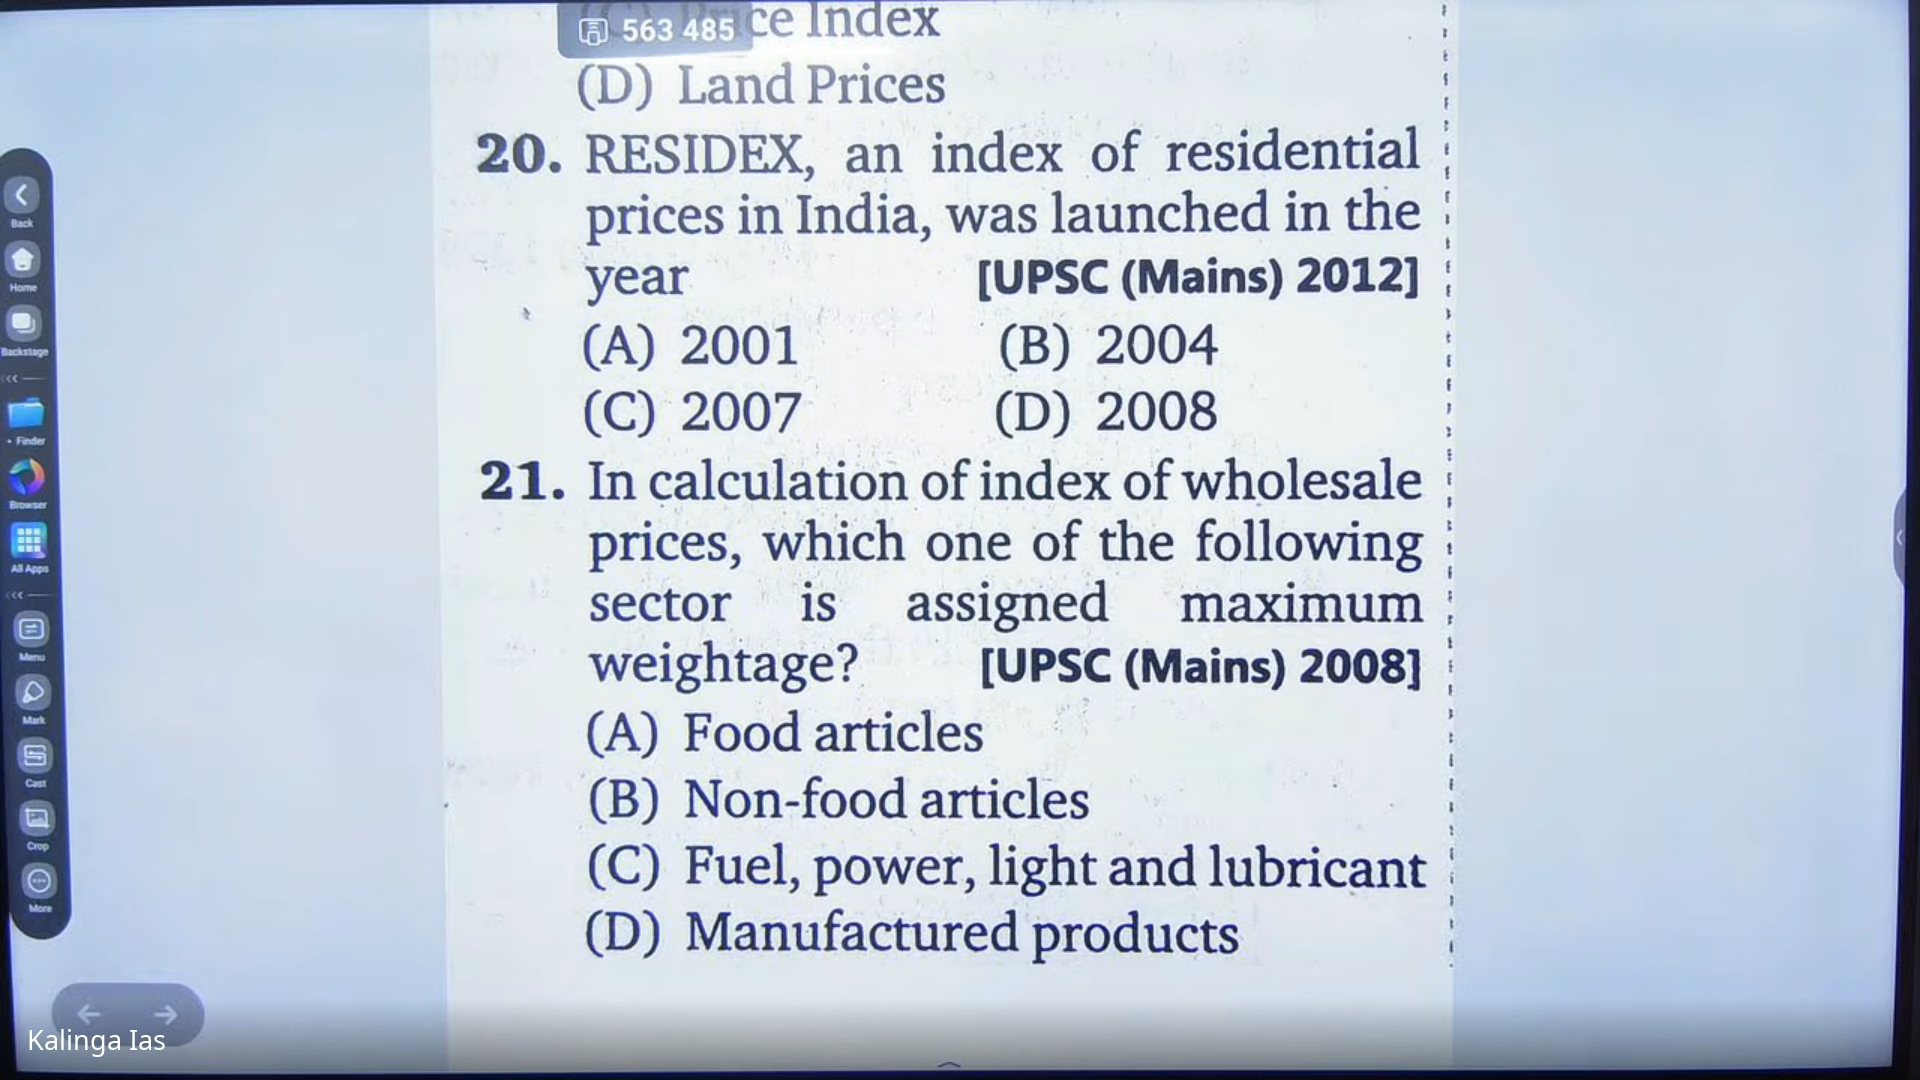 563 485
ce Index
(D) Land Prices
20. RESIDEX, an index of residential
prices in India, was launched in the
year [UPSC (Mains) 2012]
(A) 2001 (B) 2004
(C) 2007 (D) 2008
21. In calculation of index of wholesale
prices, which one of the following
sector is assigned maximum
weightage? [UPSC (Mains) 2008]
(A) Food articles
(B) Non-food articles
(C) Fuel, power, light and lubricant
(D) Manufactured products
Back
Home
Backstage
Finder
Browser
All Apps
Menu
Mark
Cast
Crop
More
Kalinga Ias